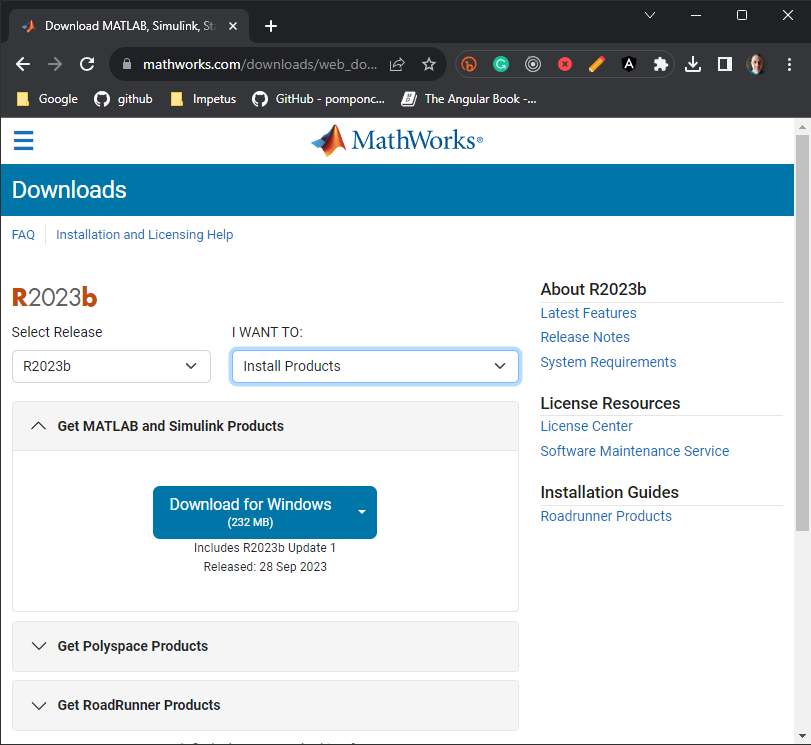 Download MATLAB, Simulink, Sta
mathworks.com/downloads/web_do...
Google
github
Impetus
GitHub - pomponc...
The Angular Book -...
MathWorks®
Downloads
FAQ
Installation and Licensing Help
R2023b
Select Release
I WANT TO:
R2023b
Install Products
Get MATLAB and Simulink Products
Download for Windows
(232 MB)
Includes R2023b Update 1
Released: 28 Sep 2023
Get Polyspace Products
Get RoadRunner Products
About R2023b
Latest Features
Release Notes
System Requirements
License Resources
License Center
Software Maintenance Service
Installation Guides
Roadrunner Products